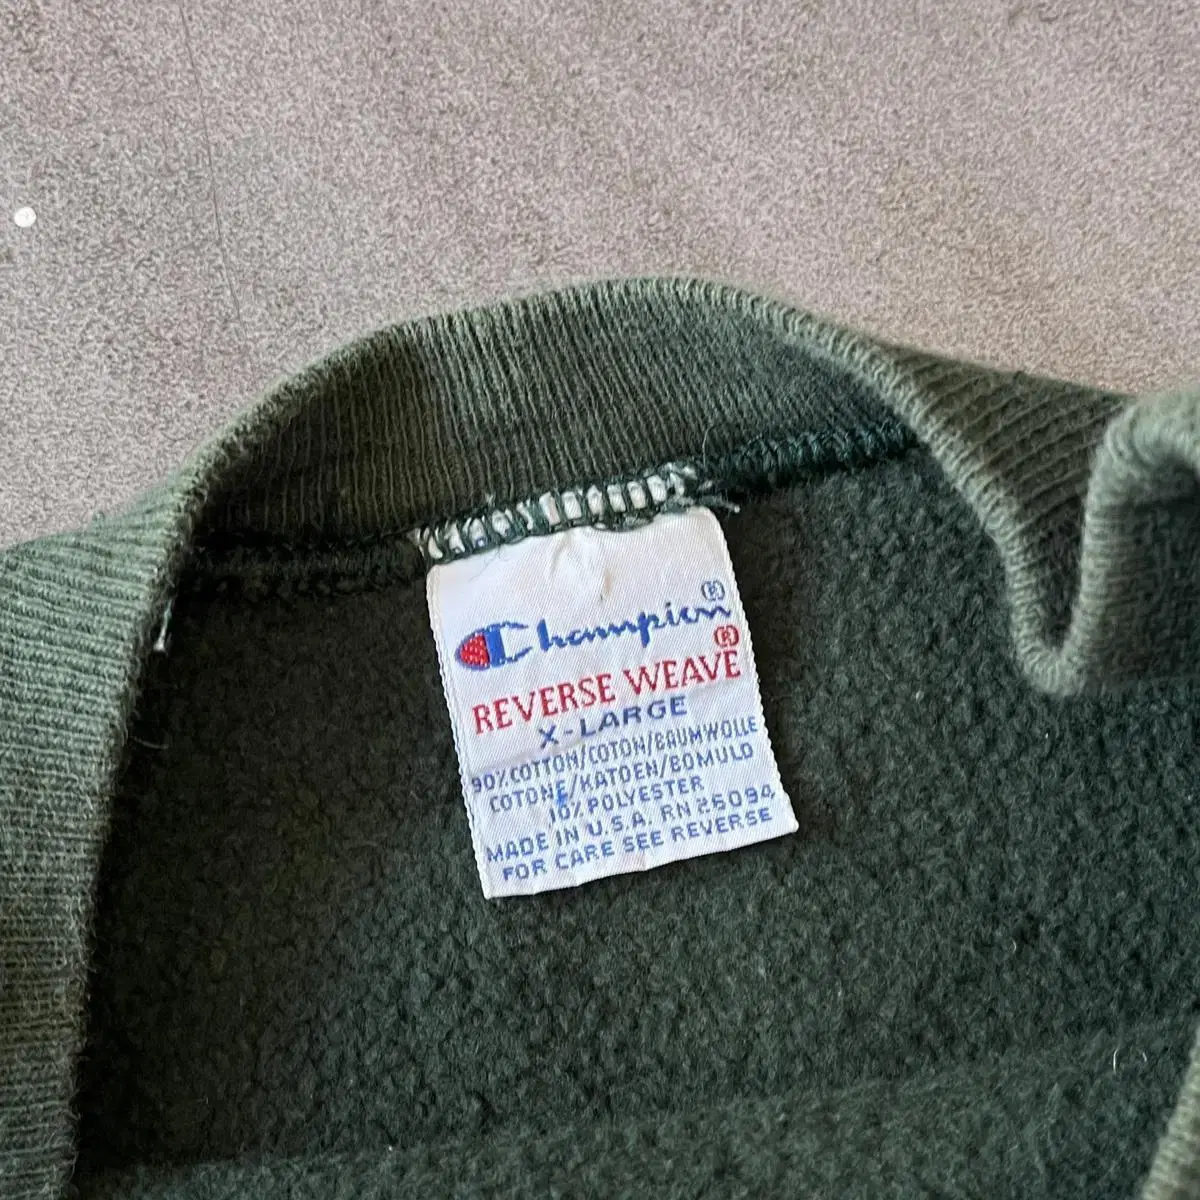 Champion®
REVERSE WEAVE®
X-LARGE
90%COTTON/COTON/BAUMWOLLE
COTONE/KATOEN/BOMULD
10% POLYESTER
MADE IN U.S.A. RN 25094
FOR CARE SEE REVERSE